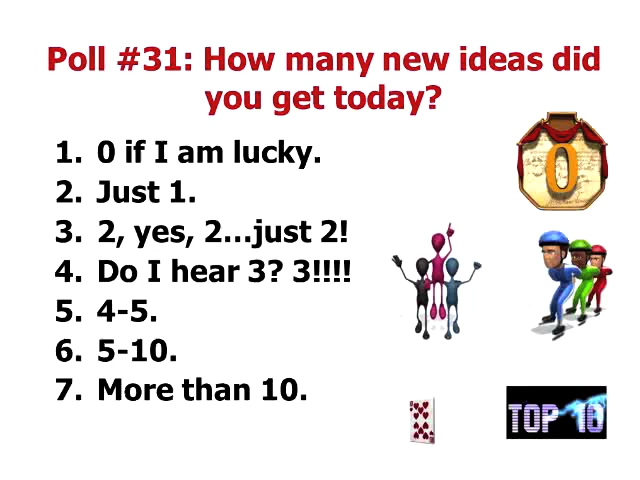 Poll #31: How many new ideas did
you get today?
1. 0 if I am lucky.
2. Just 1.
3. 2, yes, 2...just 2!
4. Do I hear 3? 3!!!!
5. 4-5.
6. 5-10.
7. More than 10.
0
TOP 10